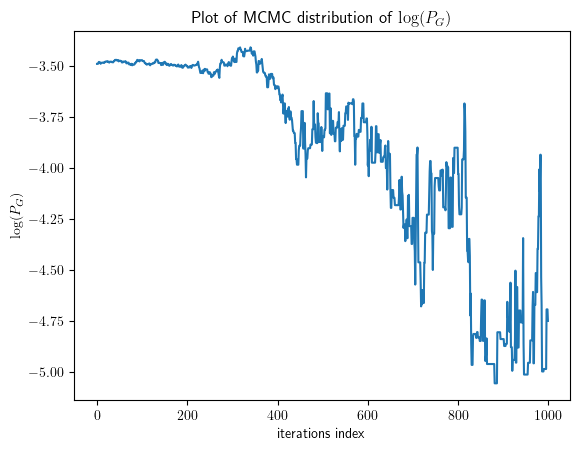 Plot of MCMC distribution of log(P_G)
log(P_G)
−3.50
−3.75
−4.00
−4.25
−4.50
−4.75
−5.00
0 200 400 600 800 1000
iterations index